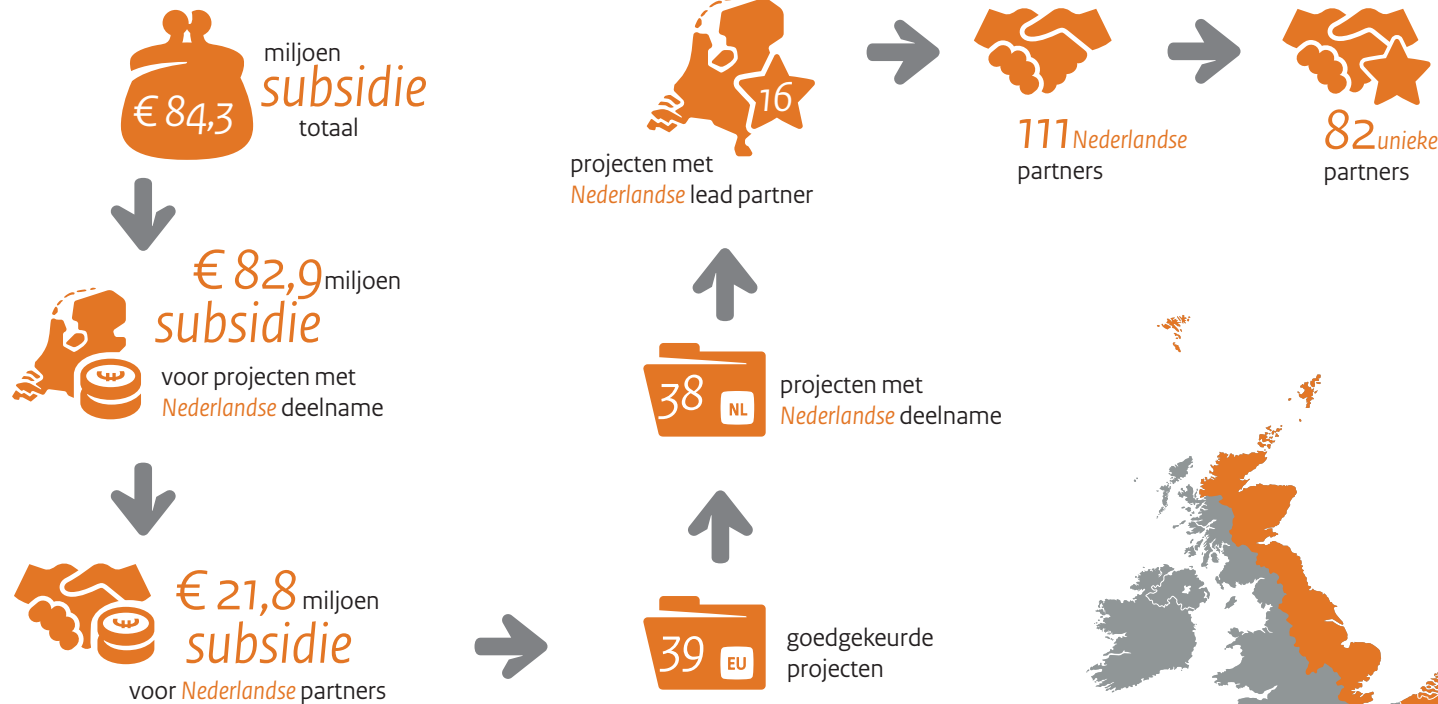 € 84,3
miljoen
subsidie
totaal
€ 82,9 miljoen
subsidie
voor projecten met
Nederlandse deelname
€ 21,8 miljoen
subsidie
voor Nederlandse partners
39
EU
goedgekeurde
projecten
38
NL
projecten met
Nederlandse deelname
16
projecten met
Nederlandse lead partner
111 Nederlandse
partners
82 unieke
partners